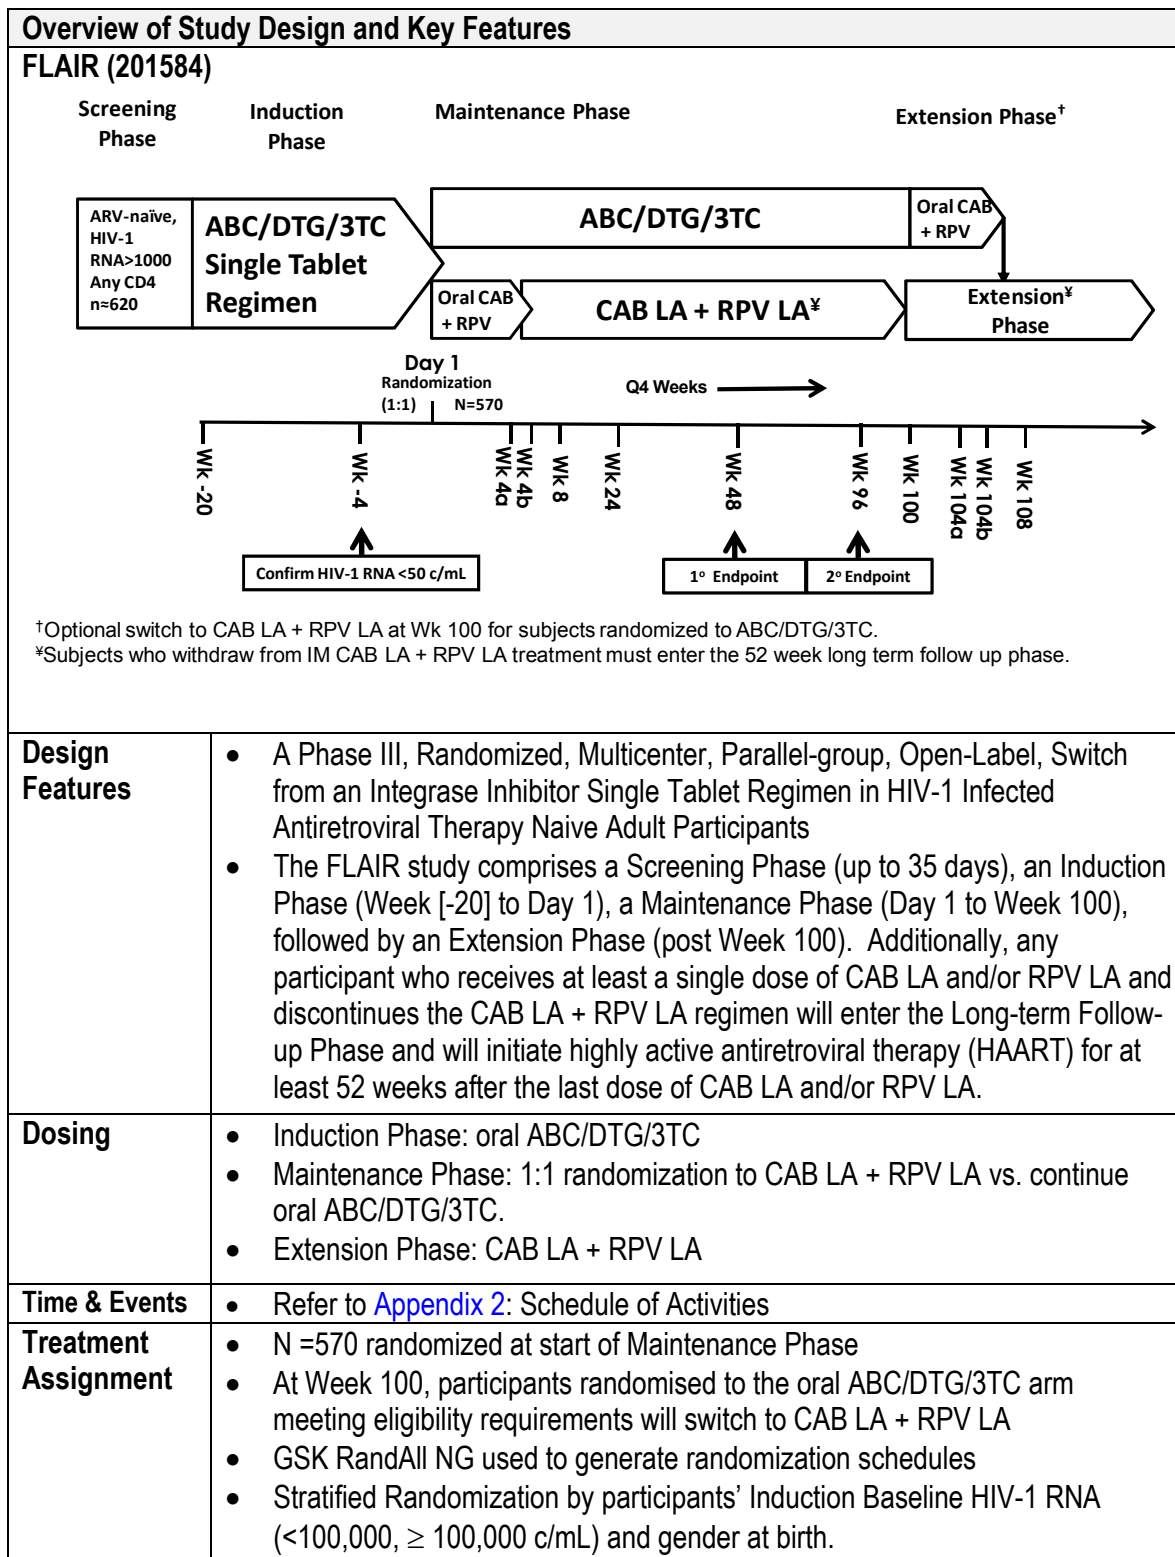 Overview of Study Design and Key Features
FLAIR (201584)
Screening
Phase
Induction
Phase
Maintenance Phase
Extension Phase†
ARV-naïve,
HIV-1
RNA>1000
Any CD4
n≈620
ABC/DTG/3TC
Single Tablet
Regimen
ABC/DTG/3TC
Oral CAB
+ RPV
Oral CAB
+ RPV
CAB LA + RPV LA¥
Extension¥
Phase
Day 1
Randomization
(1:1) N=570
Q4 Weeks
Wk -20
Wk -4
Wk 4a
Wk 4b
Wk 8
Wk 24
Wk 48
Wk 96
Wk 100
Wk 104a
Wk 104b
Wk 108
Confirm HIV-1 RNA <50 c/mL
1º Endpoint
2º Endpoint
†Optional switch to CAB LA + RPV LA at Wk 100 for subjects randomized to ABC/DTG/3TC.
¥Subjects who withdraw from IM CAB LA + RPV LA treatment must enter the 52 week long term follow up phase.
Design
Features
• A Phase III, Randomized, Multicenter, Parallel-group, Open-Label, Switch
from an Integrase Inhibitor Single Tablet Regimen in HIV-1 Infected
Antiretroviral Therapy Naive Adult Participants
• The FLAIR study comprises a Screening Phase (up to 35 days), an Induction
Phase (Week [-20] to Day 1), a Maintenance Phase (Day 1 to Week 100),
followed by an Extension Phase (post Week 100). Additionally, any
participant who receives at least a single dose of CAB LA and/or RPV LA and
discontinues the CAB LA + RPV LA regimen will enter the Long-term Follow-
up Phase and will initiate highly active antiretroviral therapy (HAART) for at
least 52 weeks after the last dose of CAB LA and/or RPV LA.
Dosing
• Induction Phase: oral ABC/DTG/3TC
• Maintenance Phase: 1:1 randomization to CAB LA + RPV LA vs. continue
oral ABC/DTG/3TC.
• Extension Phase: CAB LA + RPV LA
Time & Events
• Refer to Appendix 2: Schedule of Activities
Treatment
Assignment
• N =570 randomized at start of Maintenance Phase
• At Week 100, participants randomised to the oral ABC/DTG/3TC arm
meeting eligibility requirements will switch to CAB LA + RPV LA
• GSK RandAll NG used to generate randomization schedules
• Stratified Randomization by participants' Induction Baseline HIV-1 RNA
(<100,000, ≥ 100,000 c/mL) and gender at birth.